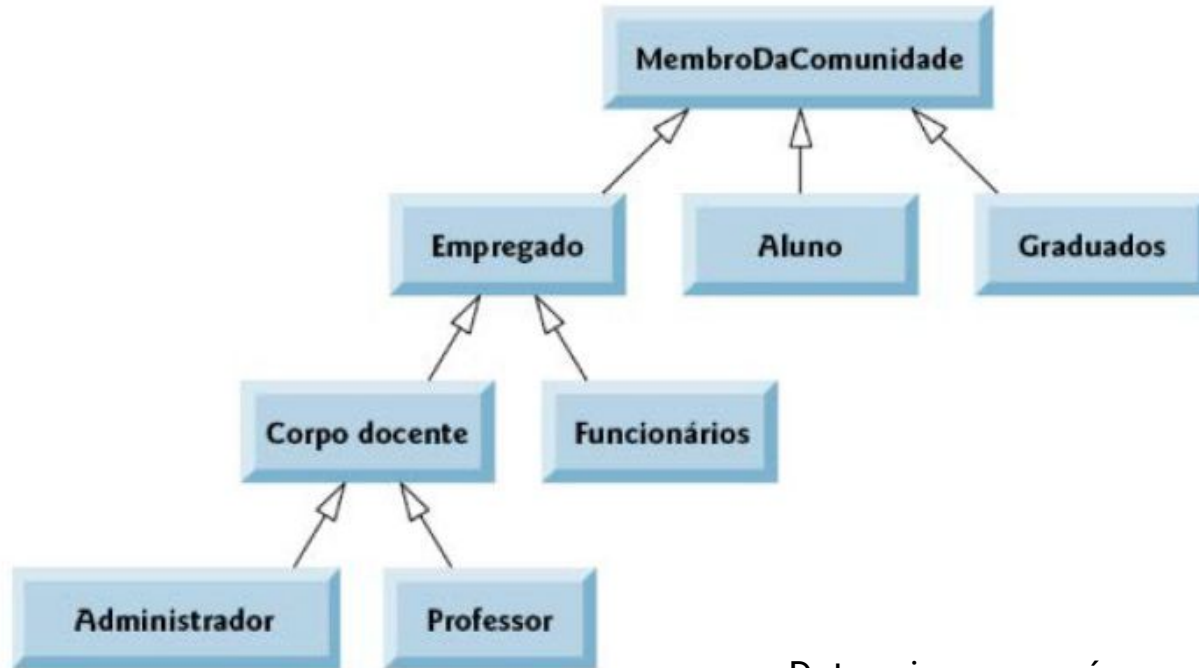 MembroDaComunidade
Empregado
Aluno
Graduados
Corpo docente
Funcionários
Administrador
Professor